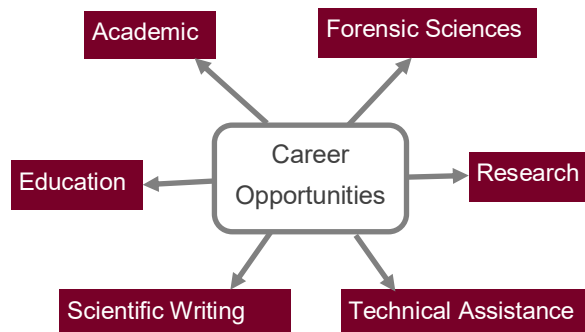 Academic
Forensic Sciences
Career
Opportunities
Education
Research
Scientific Writing
Technical Assistance